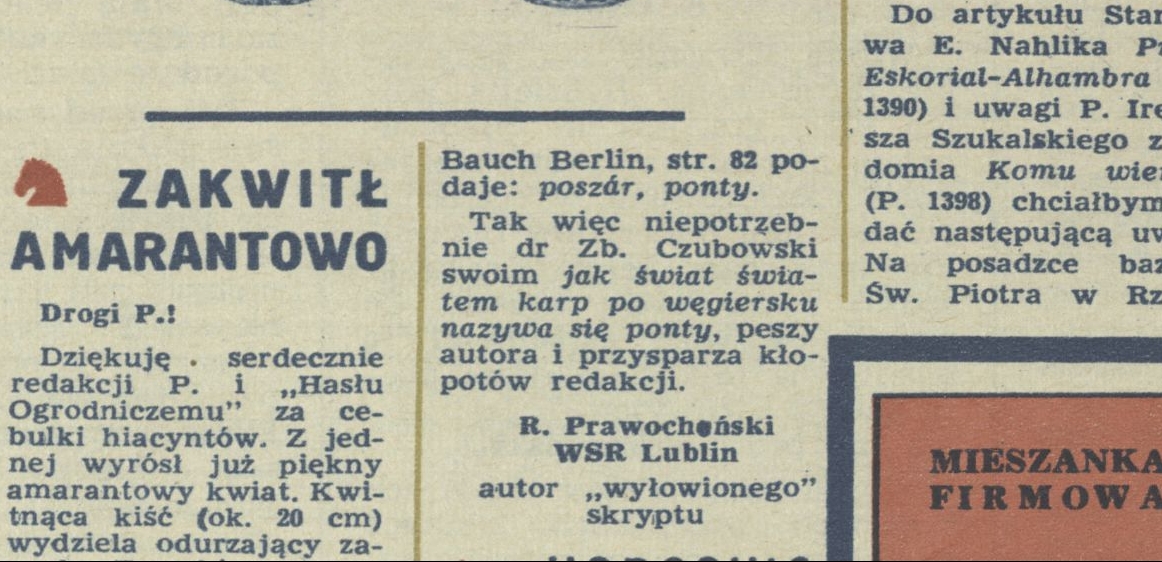 ZAKWITŁ
AMARANTOWO
Drogi P.!
Dziękuję serdecznie
redakcji P. i „Hasłu
Ogrodniczemu” za ce-
bulki hiacyntów. Z jed-
nej wyrósł już piękny
amarantowy kwiat. Kwi-
tnąca kiść (ok. 20 cm)
wydziela odurzający za-
Bauch Berlin, str. 82 po-
daje: poszár, ponty.
Tak więc niepotrzeb-
nie dr Zb. Czubowski
swoim jak świat świa-
tem karp po węgiersku
nazywa się ponty, peszy
autora i przysparza kło-
potów redakcji.
R. Prawocheński
WSR Lublin
autor „wyłowionego”
skryptu
Do artykułu
wa E. Nahlika
Eskorial-Alhambra
1390) i uwagi P.
sza Szukalskiego z
domia Komu
(P. 1398) chciałbym
dać następującą
Na posadzce
Św. Piotra w
MIESZANKA
FIRMOWA